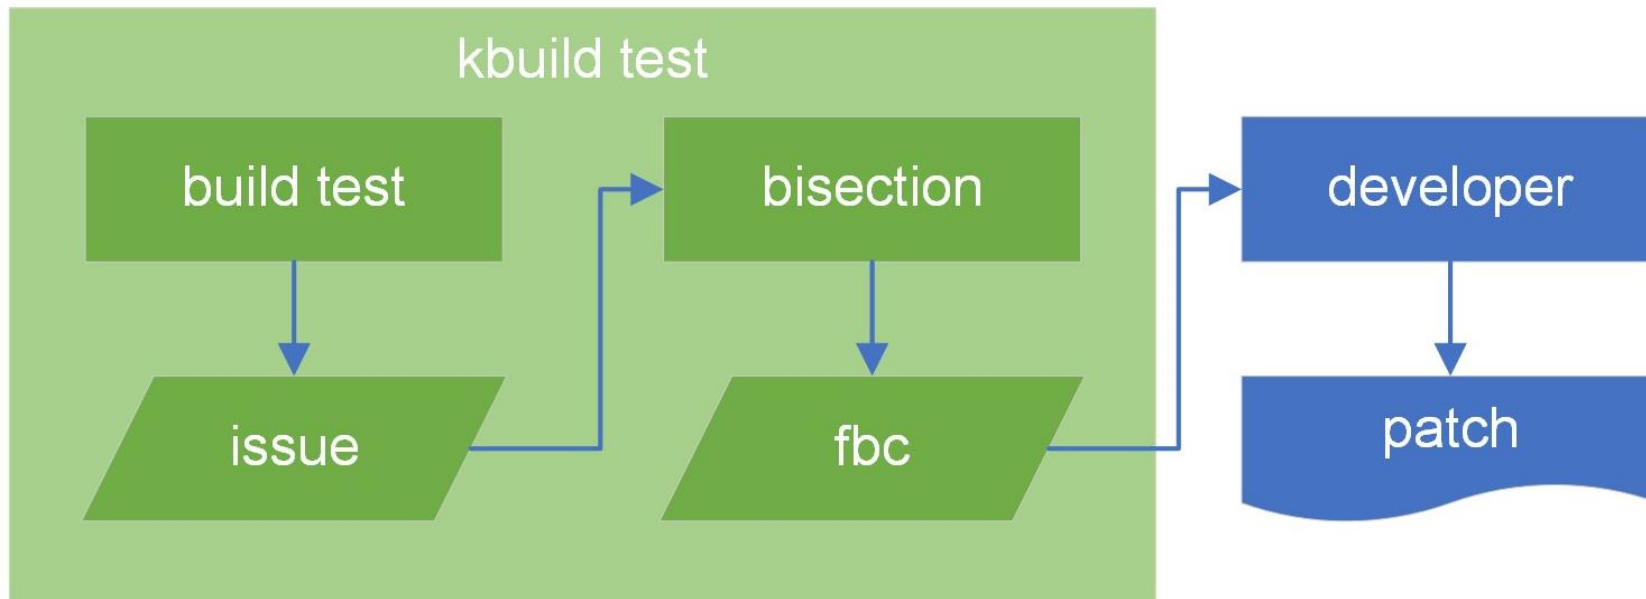 kbuild test
build test
bisection
developer
issue
fbc
patch